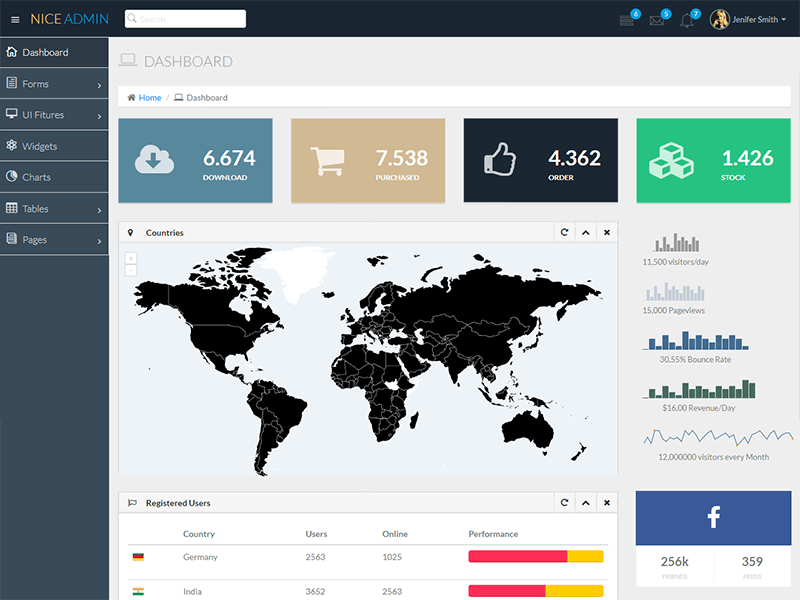 NICE ADMIN
Search
6
5
7
Jenifer Smith
Dashboard
Forms
UI Fitures
Widgets
Charts
Tables
Pages
DASHBOARD
Home / Dashboard
6.674
DOWNLOAD
7.538
PURCHASED
4.362
ORDER
1.426
STOCK
Countries
+
-
11,500 visitors/day
15,000 Pageviews
30.55% Bounce Rate
$16,00 Revenue/Day
12,000000 visitors every Month
Registered Users
Country Users Online Performance
Germany 2563 1025
India 3652 2563
f
256k
FRIENDS
359
FEEDS